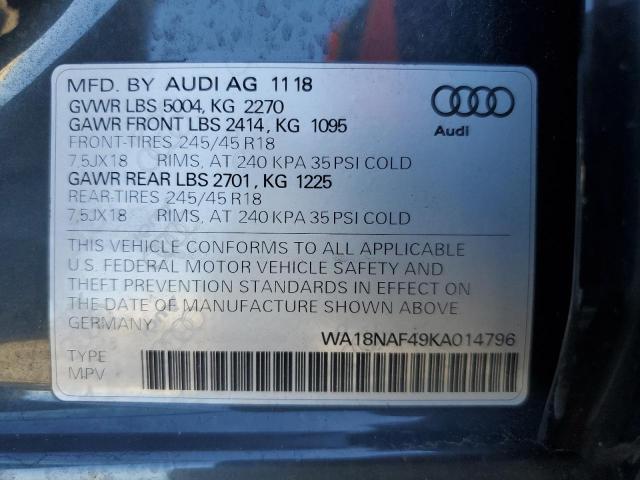 MFD. BY AUDI AG 11 18
GVWR LBS 5004, KG 2270
GAWR FRONT LBS 2414, KG 1095
FRONT-TIRES 245/45 R18
7,5JX18 RIMS, AT 240 KPA 35 PSI COLD
GAWR REAR LBS 2701, KG 1225
REAR-TIRES 245/45 R18
7,5JX18 RIMS, AT 240 KPA 35 PSI COLD
Audi
THIS VEHICLE CONFORMS TO ALL APPLICABLE
U.S. FEDERAL MOTOR VEHICLE SAFETY AND
THEFT PREVENTION STANDARDS IN EFFECT ON
THE DATE OF MANUFACTURE SHOWN ABOVE
GERMANY
WA18NAF49KA014796
TYPE
MPV